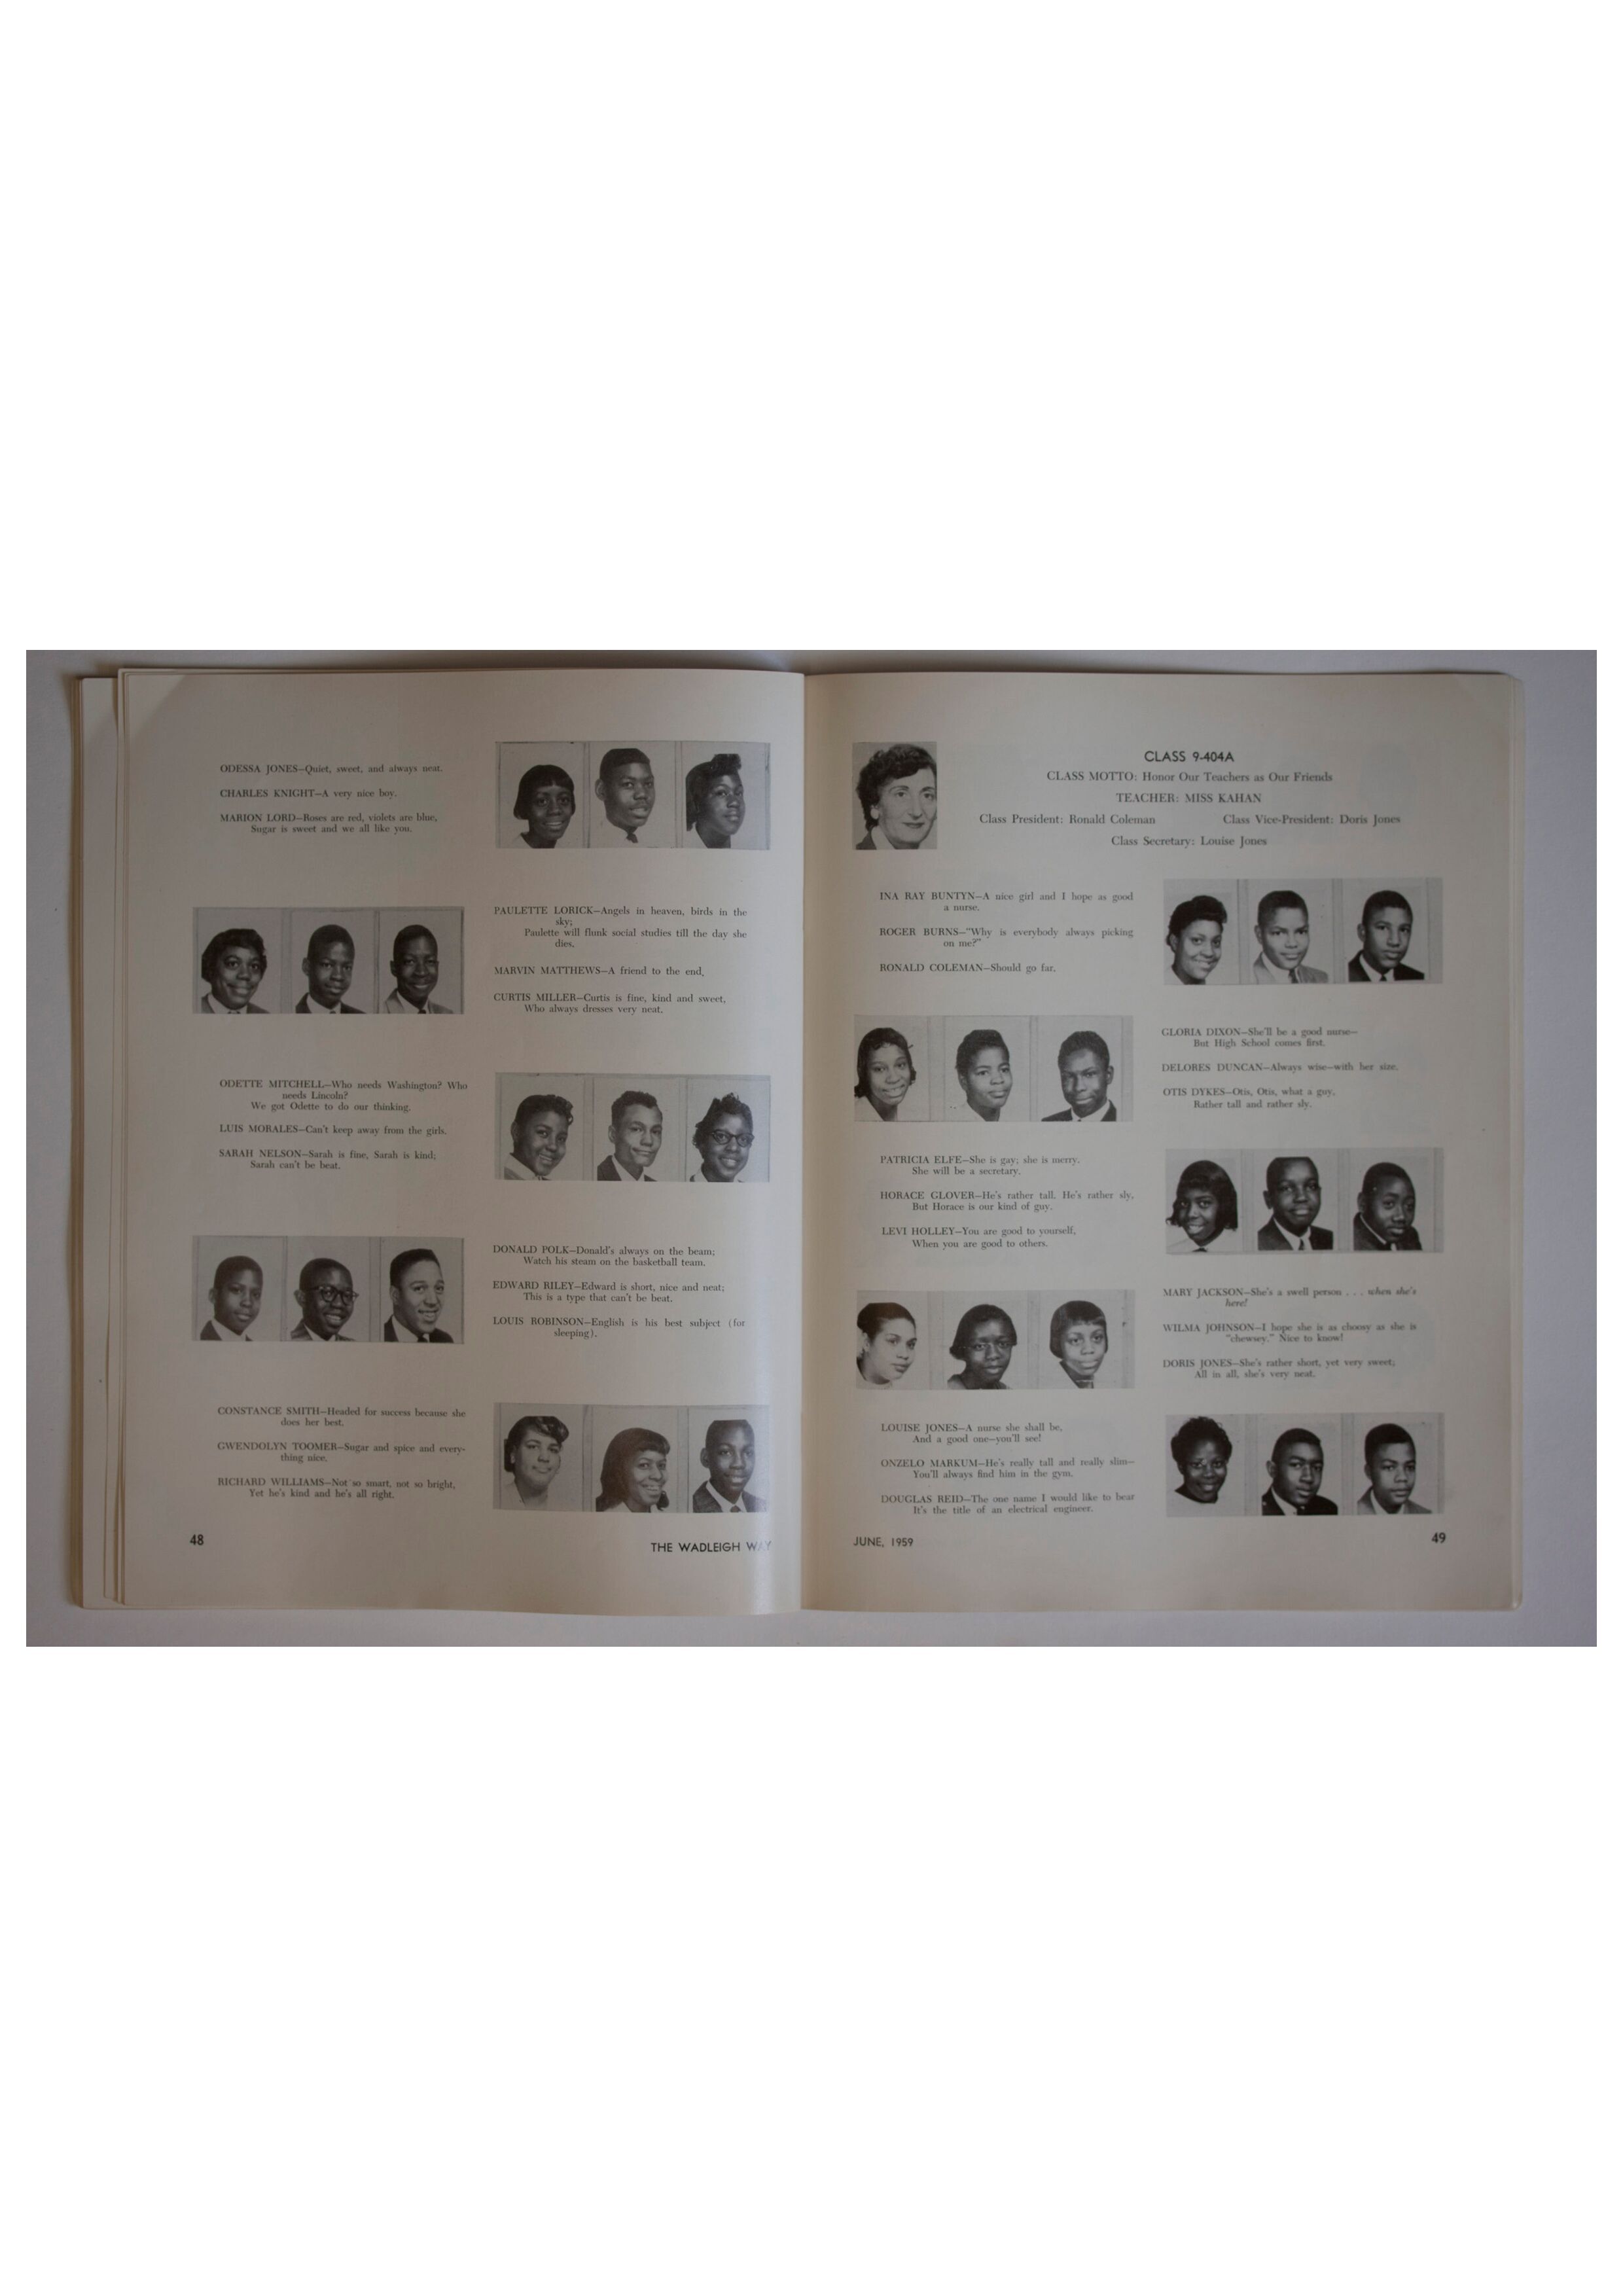 ODESSA JONES—Quiet, sweet, and always neat.
CHARLES KNIGHT—A very nice boy.
MARION LORD—Roses are red, violets are blue,
Sugar is sweet and we all like you.
PAULETTE LORICK—Angels in heaven, birds in the
sky;
Paulette will flunk social studies till the day she
dies.
MARVIN MATTHEWS—A friend to the end.
CURTIS MILLER—Curtis is fine, kind and sweet,
Who always dresses very neat.
ODETTE MITCHELL—Who needs Washington? Who
needs Lincoln?
We got Odette to do our thinking.
LUIS MORALES—Can't keep away from the girls.
SARAH NELSON—Sarah is fine, Sarah is kind;
Sarah can't be beat.
DONALD POLK—Donald's always on the beam;
Watch his steam on the basketball team.
EDWARD RILEY—Edward is short, nice and neat;
This is a type that can't be beat.
LOUIS ROBINSON—English is his best subject (for
sleeping).
CONSTANCE SMITH—Headed for success because she
does her best.
GWENDOLYN TOOMER—Sugar and spice and every-
thing nice.
RICHARD WILLIAMS—Not so smart, not so bright,
Yet he's kind and he's all right.
48
THE WADLEIGH WAY
CLASS 9-404A
CLASS MOTTO: Honor Our Teachers as Our Friends
TEACHER: MISS KAHAN
Class President: Ronald Coleman Class Vice-President: Doris Jones
Class Secretary: Louise Jones
INA RAY BUNTYN—A nice girl and I hope as good
a nurse.
ROGER BURNS—"Why is everybody always picking
on me?"
RONALD COLEMAN—Should go far.
GLORIA DIXON—She'll be a good nurse—
But High School comes first.
DELORES DUNCAN—Always wise—with her size.
OTIS DYKES—Otis, Otis, what a guy,
Rather tall and rather sly.
PATRICIA ELFE—She is gay; she is merry.
She will be a secretary.
HORACE GLOVER—He's rather tall. He's rather sly,
But Horace is our kind of guy.
LEVI HOLLEY—You are good to yourself,
When you are good to others.
MARY JACKSON—She's a swell person . . . when she's
here!
WILMA JOHNSON—I hope she is as choosy as she is
"chewsey." Nice to know!
DORIS JONES—She's rather short, yet very sweet;
All in all, she's very neat.
LOUISE JONES—A nurse she shall be,
And a good one—you'll see!
ONZELO MARKUM—He's really tall and really slim—
You'll always find him in the gym.
DOUGLAS REID—The one name I would like to hear
It's the title of an electrical engineer.
JUNE, 1959
49